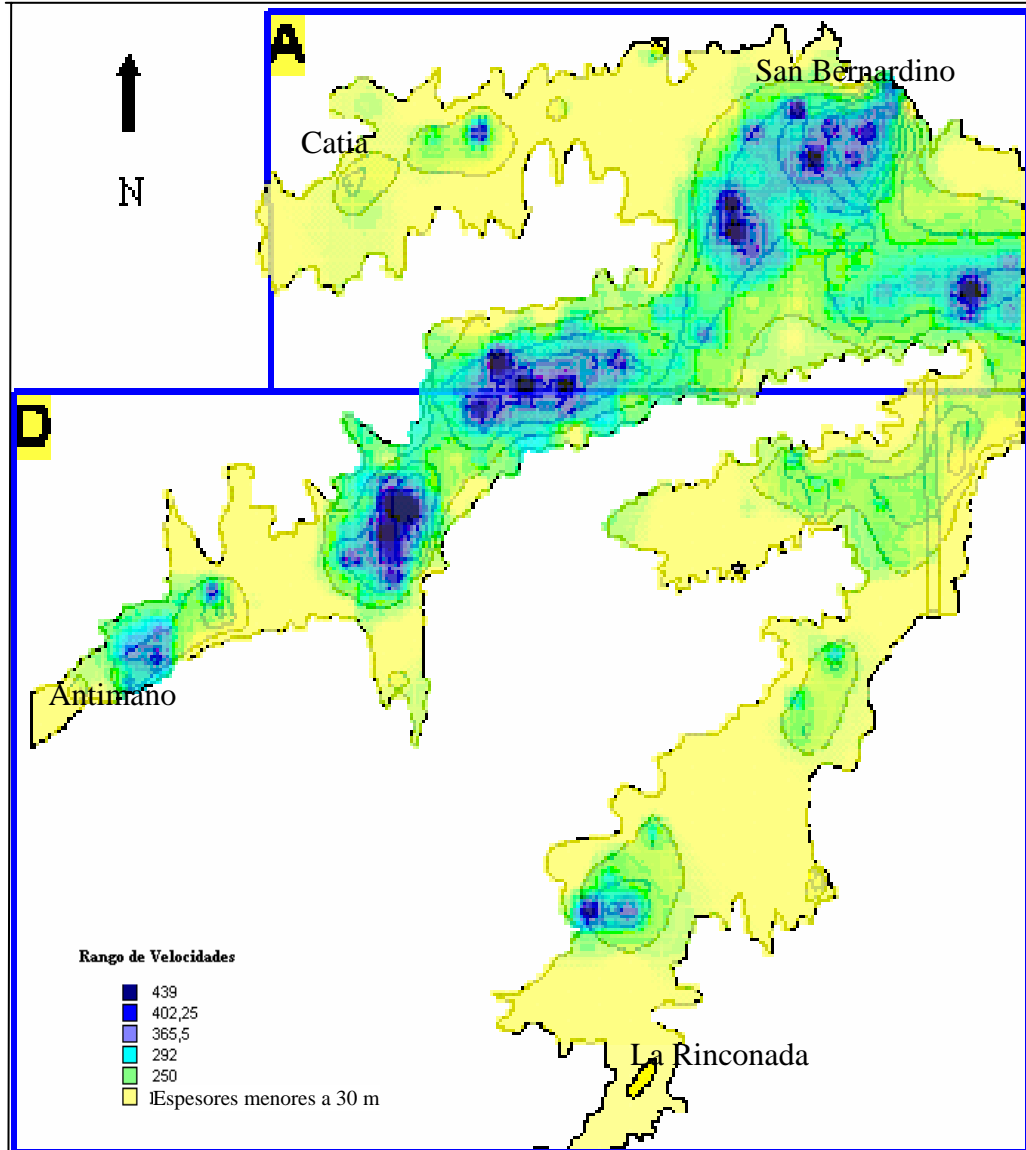 A
San Bernardino
Catia
N
D
Antimano
Rango de Velocidades
439
402,25
365,5
292
250
Espesores menores a 30 m
La Rinconada